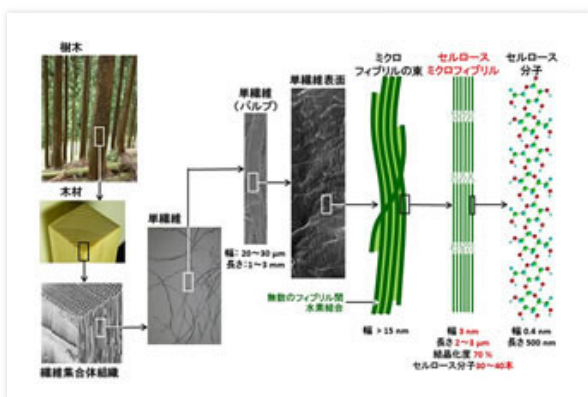 樹木
木材
繊維集合体組織
単繊維
単繊維
(パルプ)
幅: 20〜30 μm
長さ:1〜3 mm
単繊維表面
ミクロ
フィブリルの束
無数のフィブリル間
水素結合
幅 > 15 nm
セルロース
ミクロフィブリル
幅 3 nm
長さ 2〜3 μm
結晶化度 70 %
セルロース分子30〜40本
セルロース
分子
幅 0.4 nm
長さ 500 nm